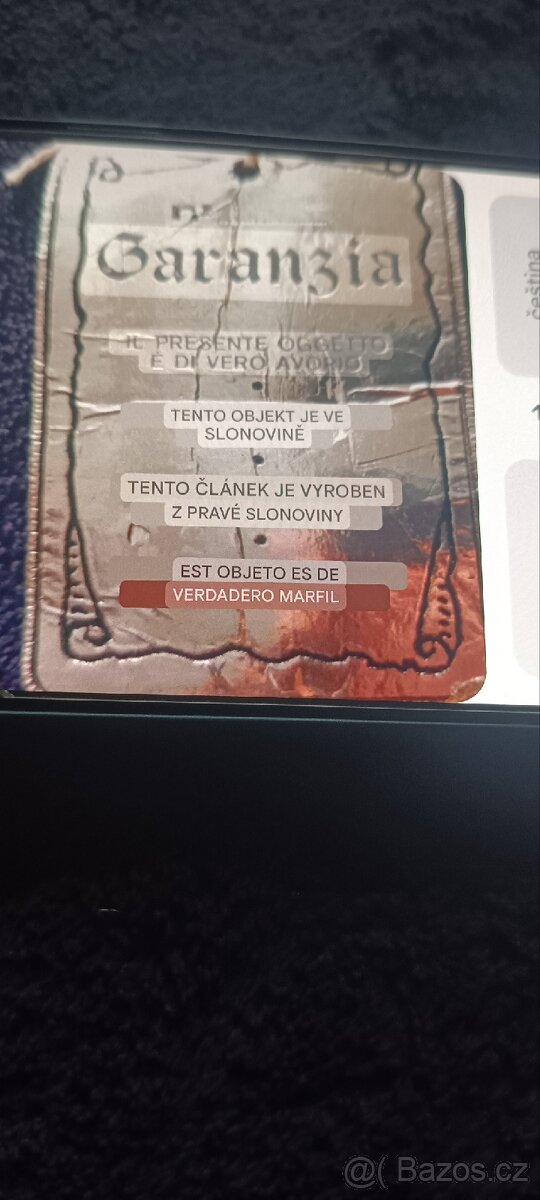 Garanzia
IL PRESENTE OGGETTO
È DI VERO AVORIO
TENTO OBJEKT JE VE
SLONOVINĚ
TENTO ČLÁNEK JE VYROBEN
Z PRAVÉ SLONOVINY
EST OBJETO ES DE
VERDADERO MARFIL
čeština
@( Bazos.cz